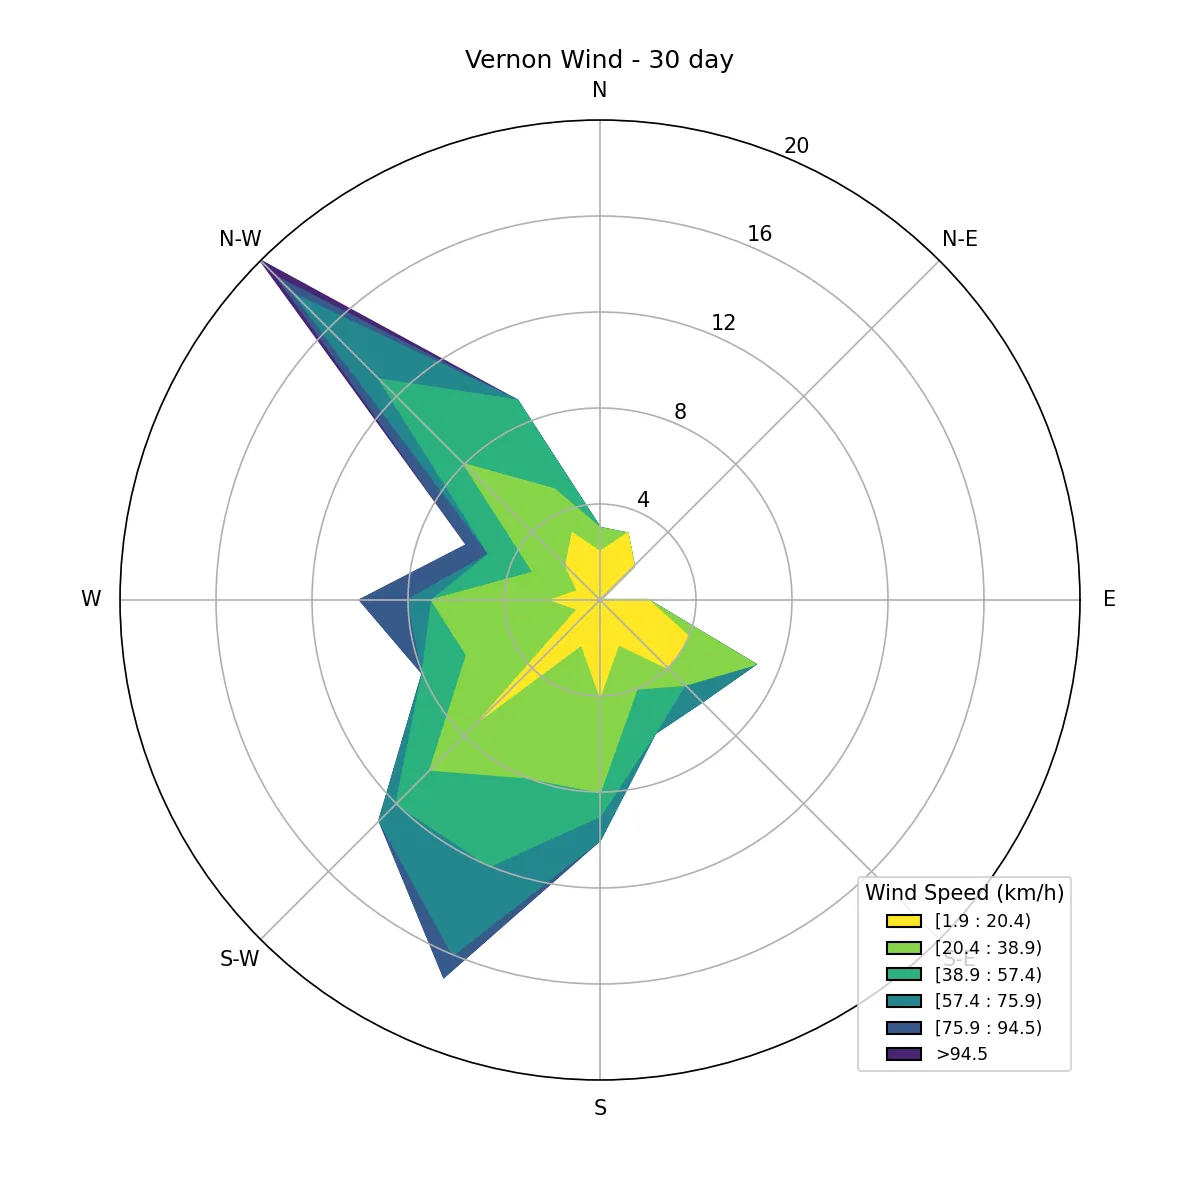 Vernon Wind - 30 day
N
20
N-W
N-E
16
12
8
4
W
E
S-W
S-E
Wind Speed (km/h)
[1.9 : 20.4)
[20.4 : 38.9)
[38.9 : 57.4)
[57.4 : 75.9)
[75.9 : 94.5)
>94.5
S